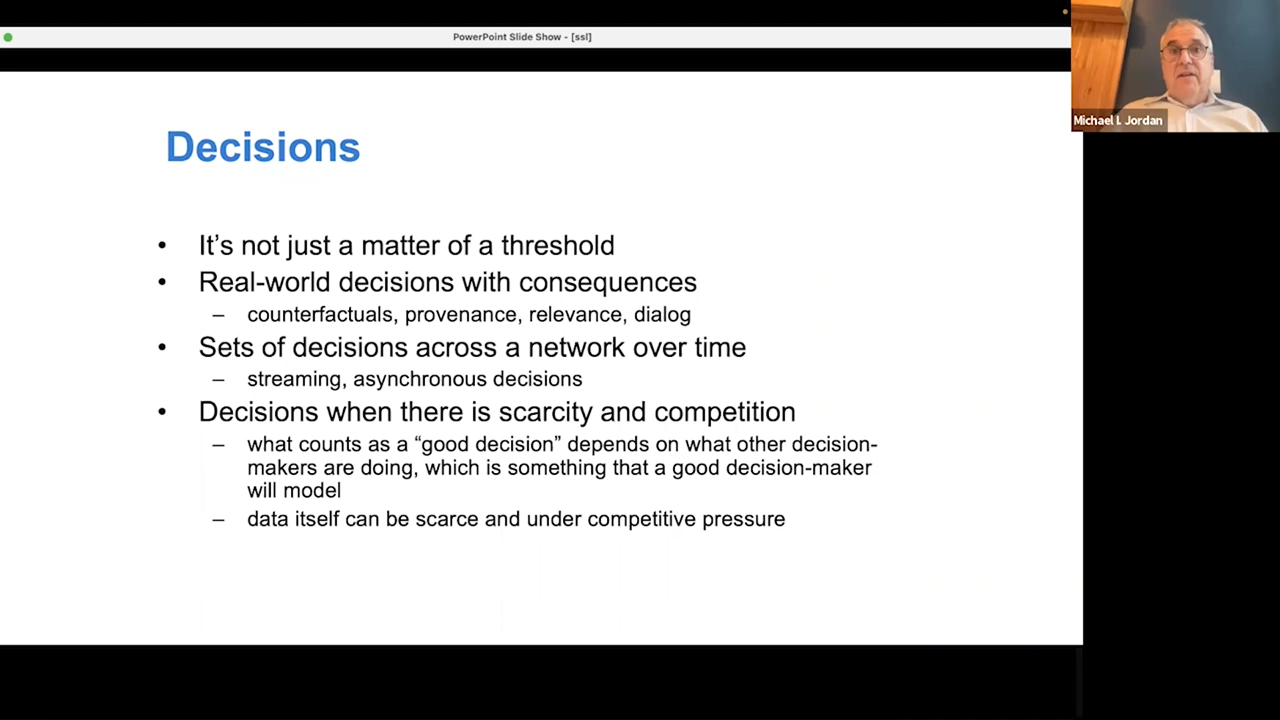 PowerPoint Slide Show - [ssl]
Michael I. Jordan
Decisions
• It’s not just a matter of a threshold
• Real-world decisions with consequences
– counterfactuals, provenance, relevance, dialog
• Sets of decisions across a network over time
– streaming, asynchronous decisions
• Decisions when there is scarcity and competition
– what counts as a “good decision” depends on what other decision-
makers are doing, which is something that a good decision-maker
will model
– data itself can be scarce and under competitive pressure